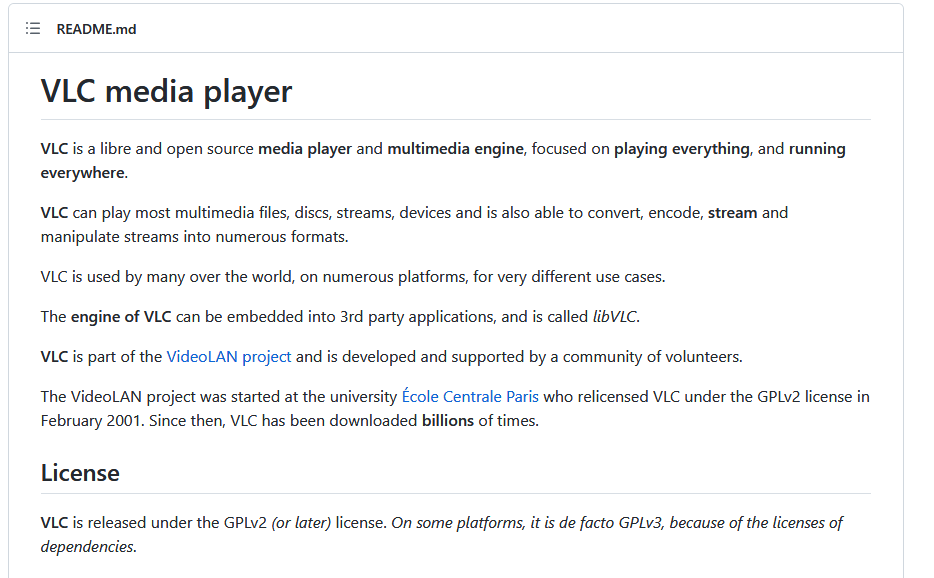 README.md
VLC media player
VLC is a libre and open source media player and multimedia engine, focused on playing everything, and running
everywhere.
VLC can play most multimedia files, discs, streams, devices and is also able to convert, encode, stream and
manipulate streams into numerous formats.
VLC is used by many over the world, on numerous platforms, for very different use cases.
The engine of VLC can be embedded into 3rd party applications, and is called libVLC.
VLC is part of the VideoLAN project and is developed and supported by a community of volunteers.
The VideoLAN project was started at the university École Centrale Paris who relicensed VLC under the GPLv2 license in
February 2001. Since then, VLC has been downloaded billions of times.
License
VLC is released under the GPLv2 (or later) license. On some platforms, it is de facto GPLv3, because of the licenses of
dependencies.